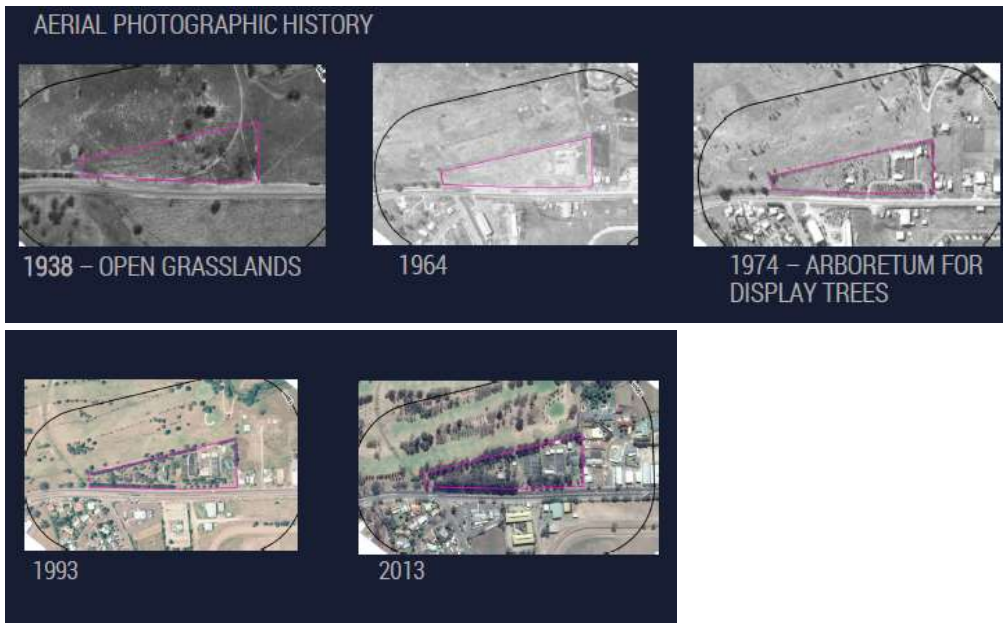 AERIAL PHOTOGRAPHIC HISTORY
1938 – OPEN GRASSLANDS
1964
1974 – ARBORETUM FOR
DISPLAY TREES
1993
2013